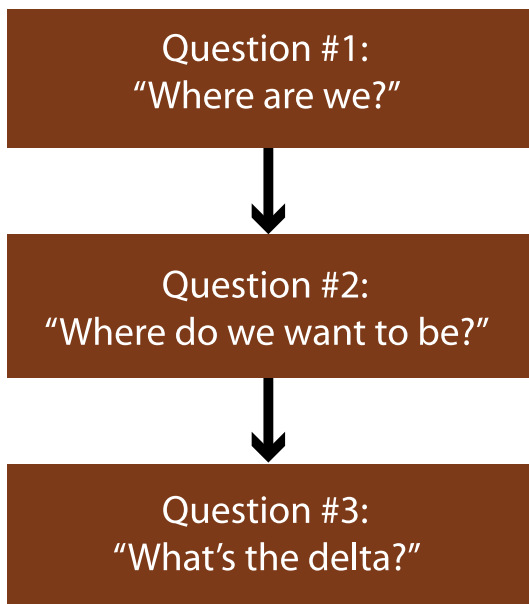 Question #1:
“Where are we?”
Question #2:
“Where do we want to be?”
Question #3:
“What’s the delta?”